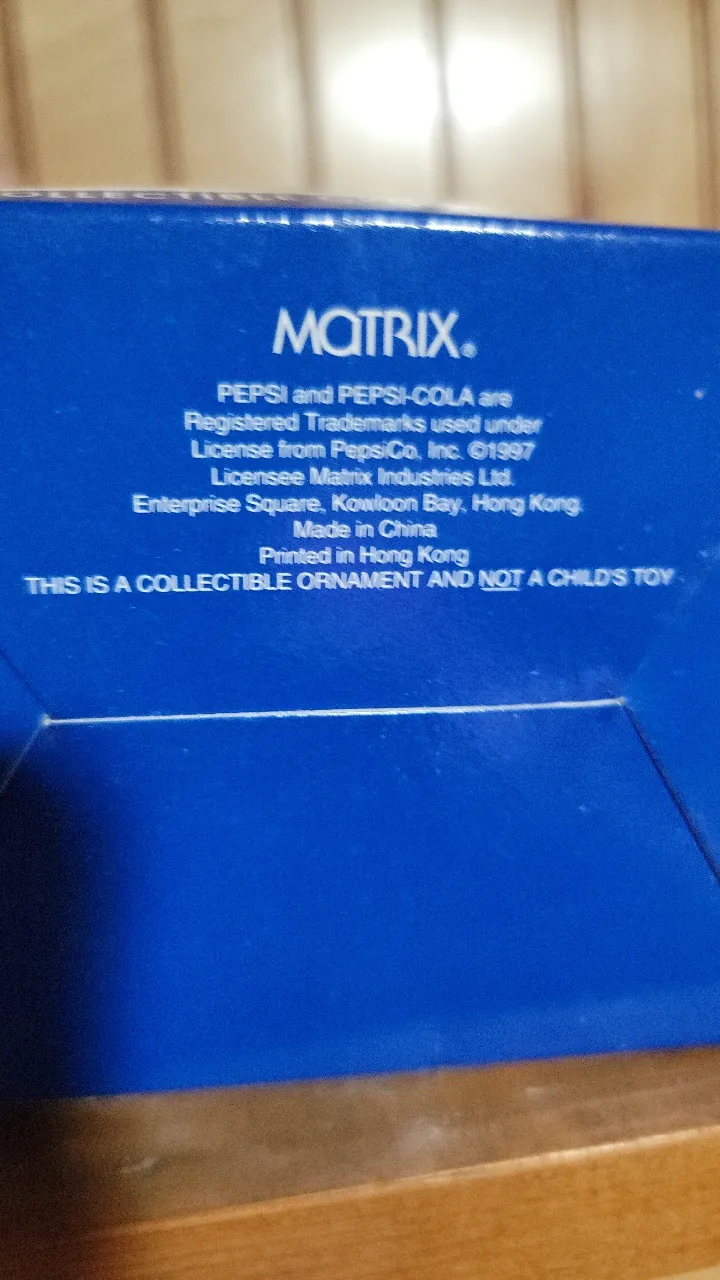 MATRIX®
PEPSI and PEPSI-COLA are
Registered Trademarks used under
License from PepsiCo, Inc. ©1997
Licensee Matrix Industries Ltd.
Enterprise Square, Kowloon Bay, Hong Kong.
Made in China
Printed in Hong Kong
THIS IS A COLLECTIBLE ORNAMENT AND NOT A CHILD'S TOY